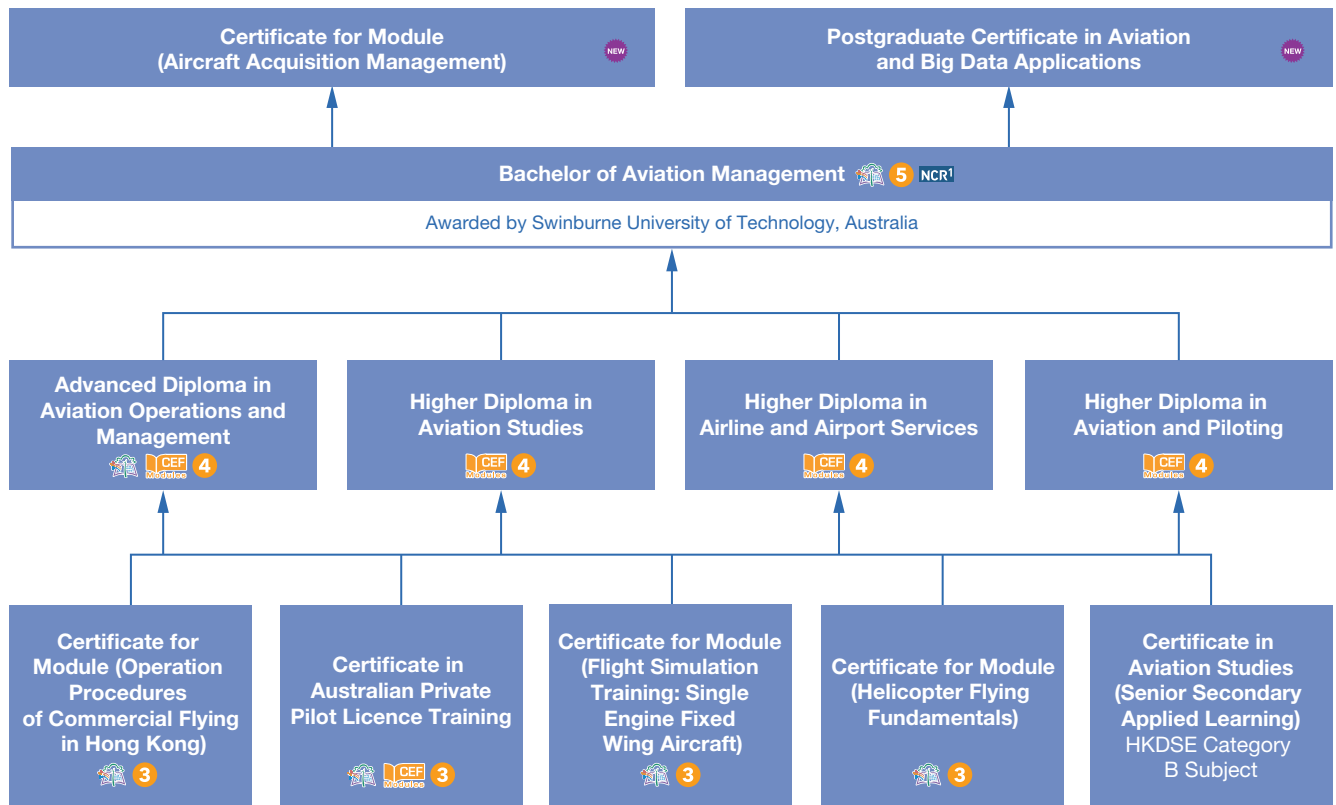 Certificate for Module
(Aircraft Acquisition Management)
NEW
Postgraduate Certificate in Aviation
and Big Data Applications
NEW
Bachelor of Aviation Management 5 NCR1
Awarded by Swinburne University of Technology, Australia
Advanced Diploma in
Aviation Operations and
Management
CEF
Modules
4
Higher Diploma in
Aviation Studies
CEF
Modules
4
Higher Diploma in
Airline and Airport Services
CEF
Modules
4
Higher Diploma in
Aviation and Piloting
CEF
Modules
4
Certificate for
Module (Operation
Procedures
of Commercial Flying
in Hong Kong)
3
Certificate in
Australian Private
Pilot Licence Training
CEF
Modules
3
Certificate for Module
(Flight Simulation
Training: Single
Engine Fixed
Wing Aircraft)
3
Certificate for Module
(Helicopter Flying
Fundamentals)
3
Certificate in
Aviation Studies
(Senior Secondary
Applied Learning)
HKDSE Category
B Subject